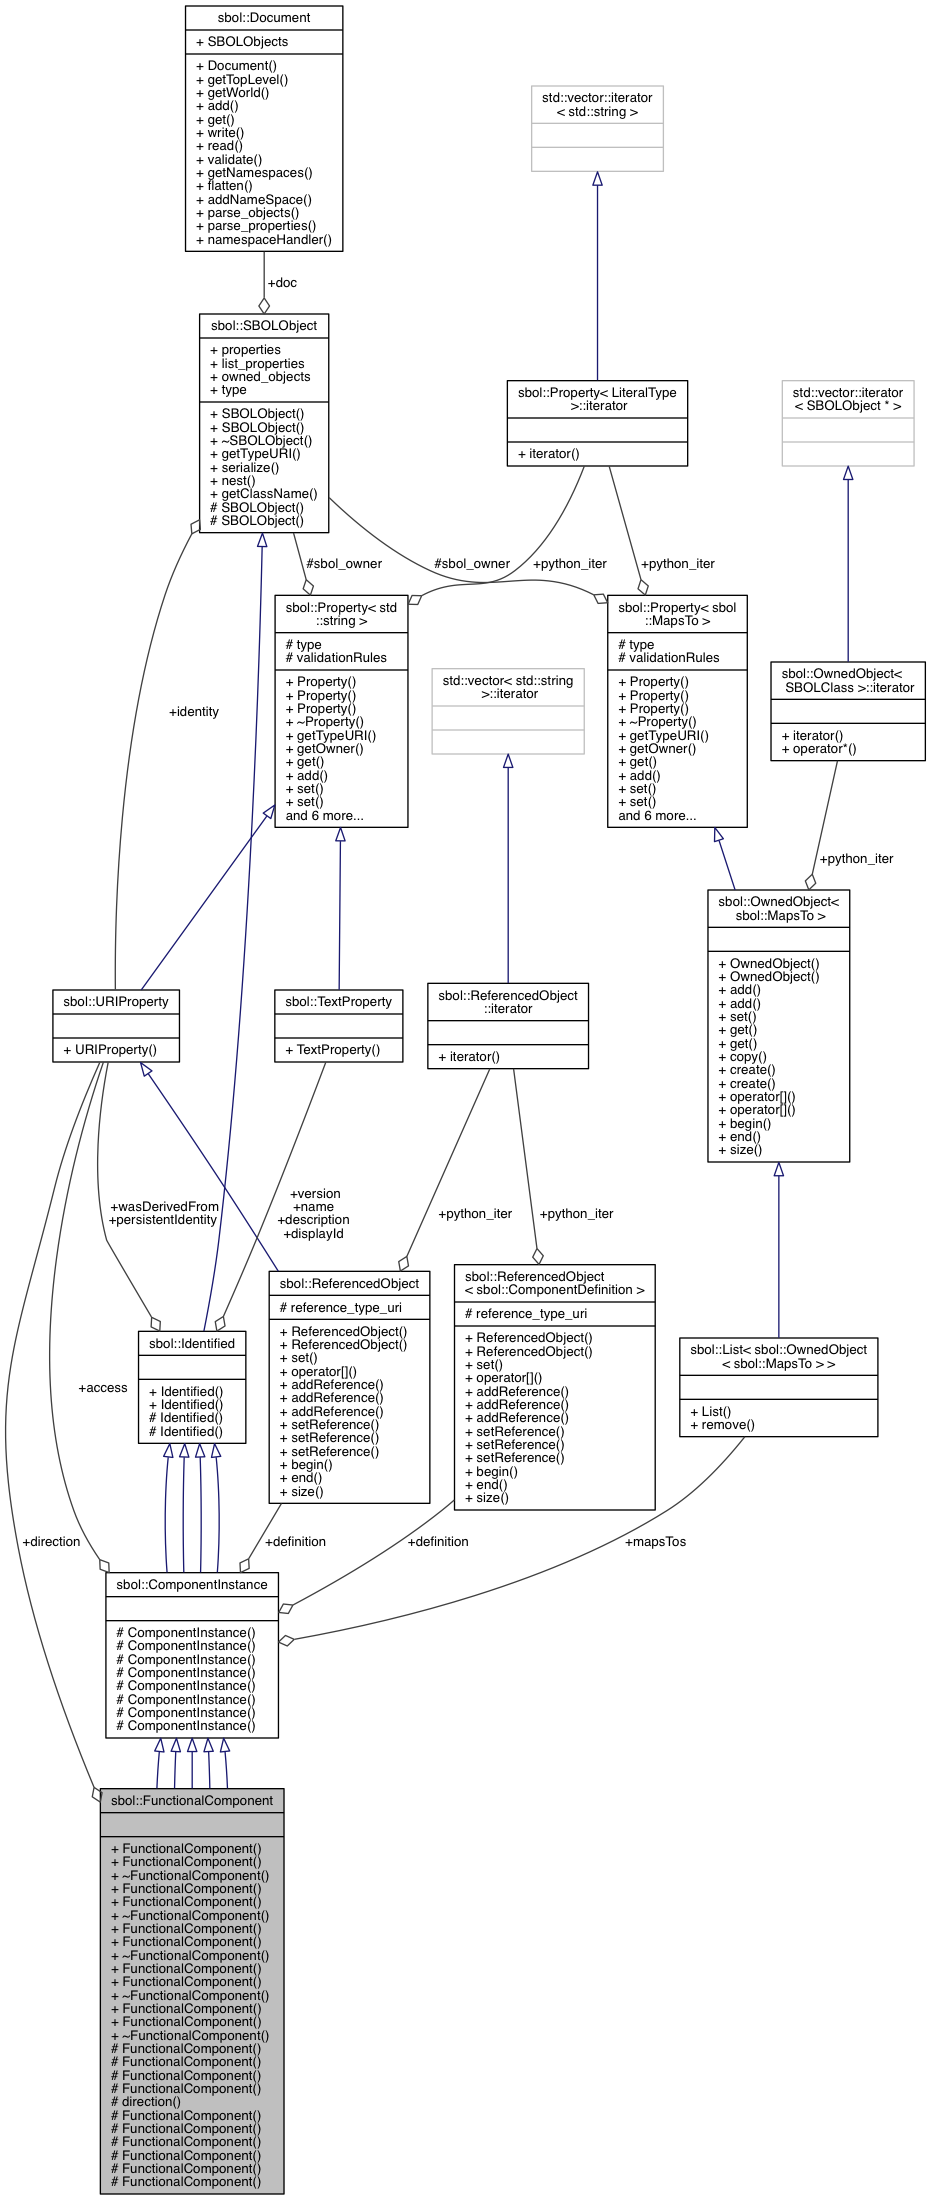 sbol::Document
+ SBOLObjects
+ Document()
+ getTopLevel()
+ getWorld()
+ add()
+ get()
+ write()
+ read()
+ validate()
+ getNamespaces()
+ flatten()
+ addNameSpace()
+ parse_objects()
+ parse_properties()
+ namespaceHandler()
std::vector::iterator
< std::string >
+doc
sbol::SBOLObject
+ properties
+ list_properties
+ owned_objects
+ type
+ SBOLObject()
+ SBOLObject()
+ ~SBOLObject()
+ getTypeURI()
+ serialize()
+ nest()
+ getClassName()
# SBOLObject()
# SBOLObject()
sbol::Property< LiteralType
>::iterator
+ iterator()
std::vector::iterator
< SBOLObject * >
#sbol_owner
#sbol_owner
+python_iter
+python_iter
sbol::Property< std
::string >
# type
# validationRules
+ Property()
+ Property()
+ Property()
+ ~Property()
+ getTypeURI()
+ getOwner()
+ get()
+ add()
+ set()
+ set()
and 6 more...
sbol::Property< sbol
::MapsTo >
# type
# validationRules
+ Property()
+ Property()
+ Property()
+ ~Property()
+ getTypeURI()
+ getOwner()
+ get()
+ add()
+ set()
+ set()
and 6 more...
std::vector< std::string
>::iterator
sbol::OwnedObject<
SBOLClass >::iterator
+ iterator()
+ operator*()
+identity
+python_iter
sbol::OwnedObject<
sbol::MapsTo >
+ OwnedObject()
+ OwnedObject()
+ add()
+ add()
+ set()
+ get()
+ get()
+ copy()
+ create()
+ create()
+ operator[]()
+ operator[]()
+ begin()
+ end()
+ size()
sbol::URIProperty
+ URIProperty()
sbol::TextProperty
+ TextProperty()
sbol::ReferencedObject
::iterator
+ iterator()
+wasDerivedFrom
+persistentIdentity
+version
+name
+description
+displayId
+python_iter
+python_iter
sbol::ReferencedObject
# reference_type_uri
+ ReferencedObject()
+ ReferencedObject()
+ set()
+ operator[]()
+ addReference()
+ addReference()
+ addReference()
+ setReference()
+ setReference()
+ setReference()
+ begin()
+ end()
+ size()
sbol::ReferencedObject
< sbol::ComponentDefinition >
# reference_type_uri
+ ReferencedObject()
+ ReferencedObject()
+ set()
+ operator[]()
+ addReference()
+ addReference()
+ addReference()
+ setReference()
+ setReference()
+ setReference()
+ begin()
+ end()
+ size()
sbol::Identified
+ Identified()
+ Identified()
# Identified()
# Identified()
sbol::List< sbol::OwnedObject
< sbol::MapsTo > >
+ List()
+ remove()
+access
+direction
+definition
+definition
+mapsTos
sbol::ComponentInstance
# ComponentInstance()
# ComponentInstance()
# ComponentInstance()
# ComponentInstance()
# ComponentInstance()
# ComponentInstance()
# ComponentInstance()
# ComponentInstance()
sbol::FunctionalComponent
+ FunctionalComponent()
+ FunctionalComponent()
+ ~FunctionalComponent()
+ FunctionalComponent()
+ FunctionalComponent()
+ ~FunctionalComponent()
+ FunctionalComponent()
+ FunctionalComponent()
+ ~FunctionalComponent()
+ FunctionalComponent()
+ FunctionalComponent()
+ ~FunctionalComponent()
+ FunctionalComponent()
+ FunctionalComponent()
+ ~FunctionalComponent()
# FunctionalComponent()
# FunctionalComponent()
# FunctionalComponent()
# FunctionalComponent()
# direction()
# FunctionalComponent()
# FunctionalComponent()
# FunctionalComponent()
# FunctionalComponent()
# FunctionalComponent()
# FunctionalComponent()